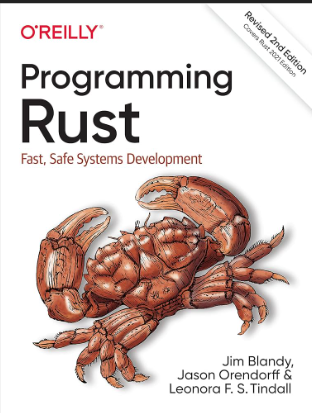 O'REILLY®
Revised 2nd Edition
Covers Rust 2021 Edition
Programming
Rust
Fast, Safe Systems Development
Jim Blandy,
Jason Orendorff &
Leonora F. S. Tindall